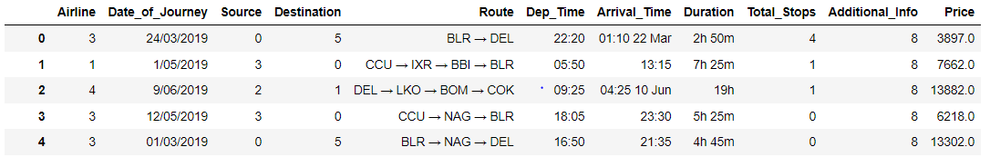 Airline Date_of_Journey Source Destination Route Dep_Time Arrival_Time Duration Total_Stops Additional_Info Price
0 3 24/03/2019 0 5 BLR → DEL 22:20 01:10 22 Mar 2h 50m 4 8 3897.0
1 1 1/05/2019 3 0 CCU → IXR → BBI → BLR 05:50 13:15 7h 25m 1 8 7662.0
2 4 9/06/2019 2 1 DEL → LKO → BOM → COK 09:25 04:25 10 Jun 19h 1 8 13882.0
3 3 12/05/2019 3 0 CCU → NAG → BLR 18:05 23:30 5h 25m 0 8 6218.0
4 3 01/03/2019 0 5 BLR → NAG → DEL 16:50 21:35 4h 45m 0 8 13302.0